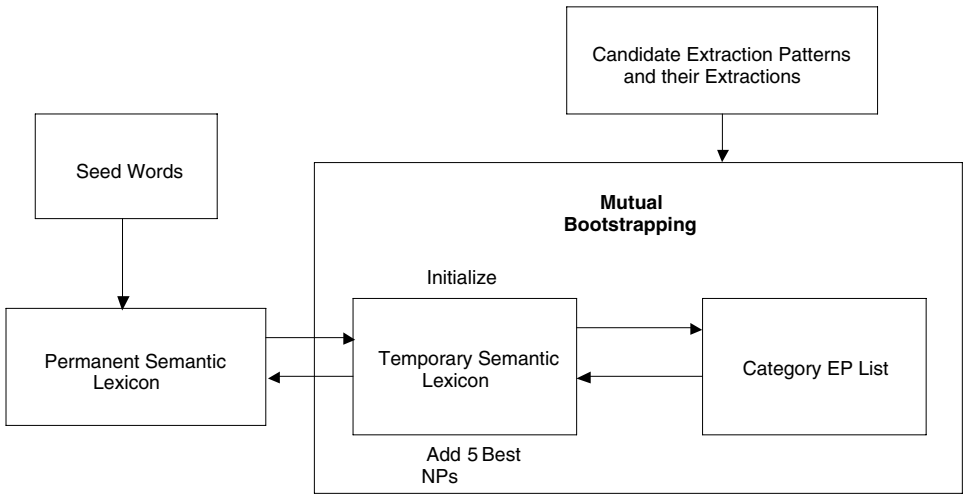 Candidate Extraction Patterns
and their Extractions
Seed Words
Mutual
Bootstrapping
Initialize
Permanent Semantic
Lexicon
Temporary Semantic
Lexicon
Category EP List
Add 5 Best
NPs